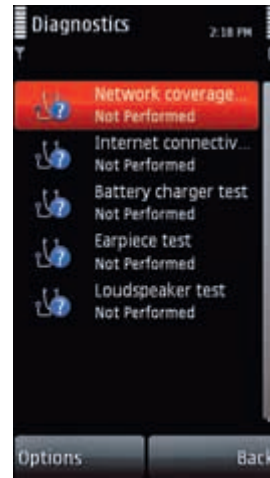 Diagnostics
2:18 PM
Network coverage...
Not Performed
Internet connectiv...
Not Performed
Battery charger test
Not Performed
Earpiece test
Not Performed
Loudspeaker test
Not Performed
Options
Back